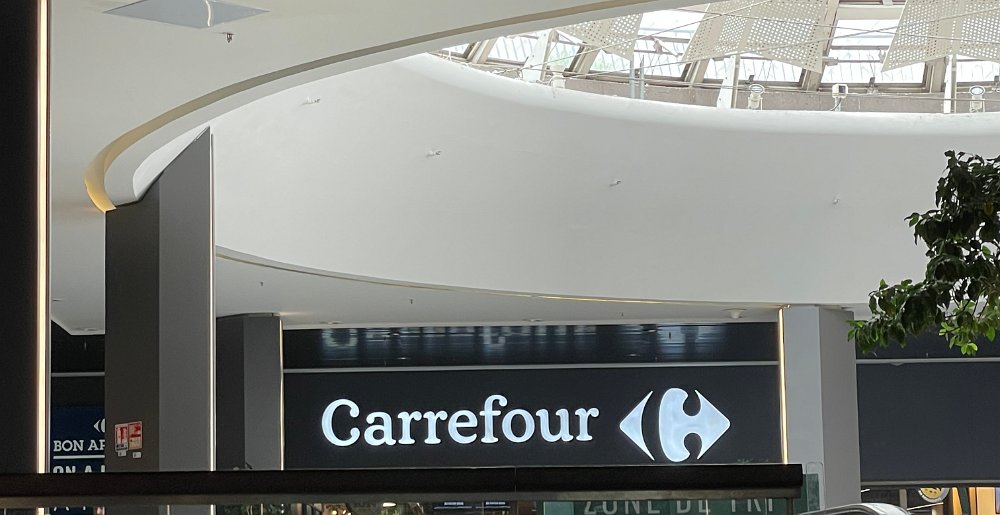 Carrefour
BON AP
ON A
ZONE DE TRI